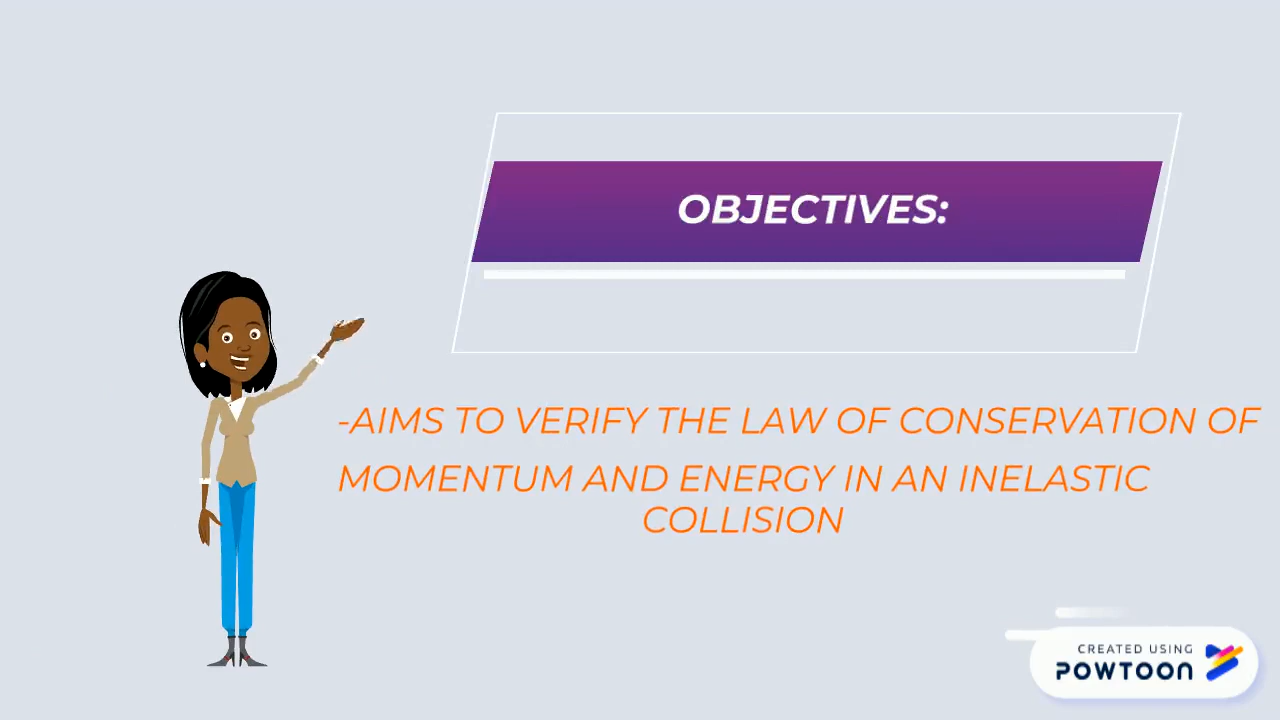 OBJECTIVES:
-AIMS TO VERIFY THE LAW OF CONSERVATION OF
MOMENTUM AND ENERGY IN AN INELASTIC
COLLISION
CREATED USING
POWTOON